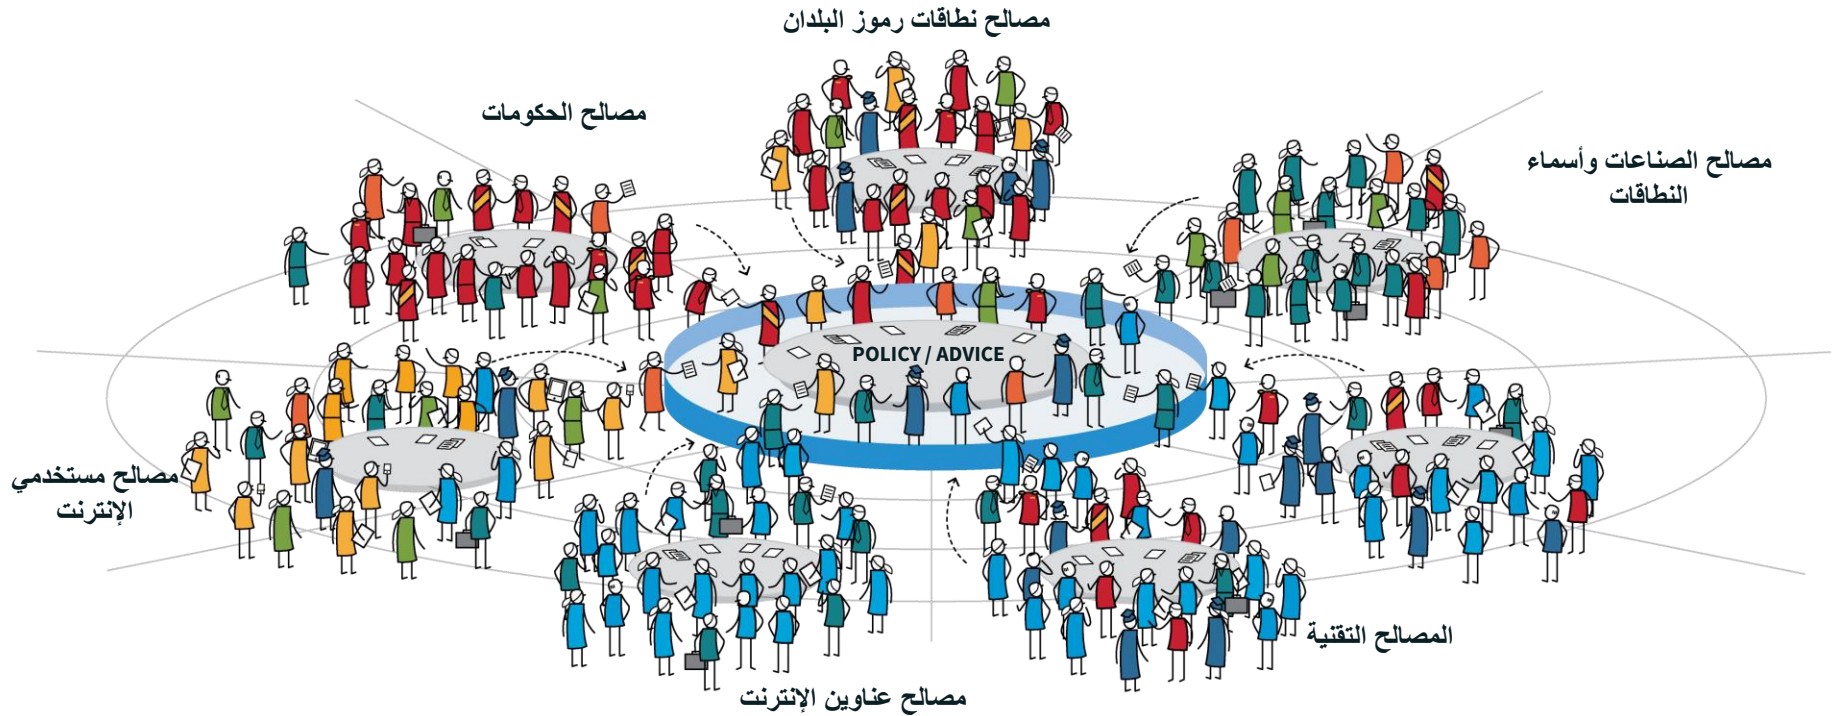 مصالح نطاقات رموز البلدان
مصالح الحكومات
مصالح الصناعات وأسماء
النطاقات
POLICY / ADVICE
مصالح مستخدمي
الإنترنت
المصالح التقنية
مصالح عناوين الإنترنت